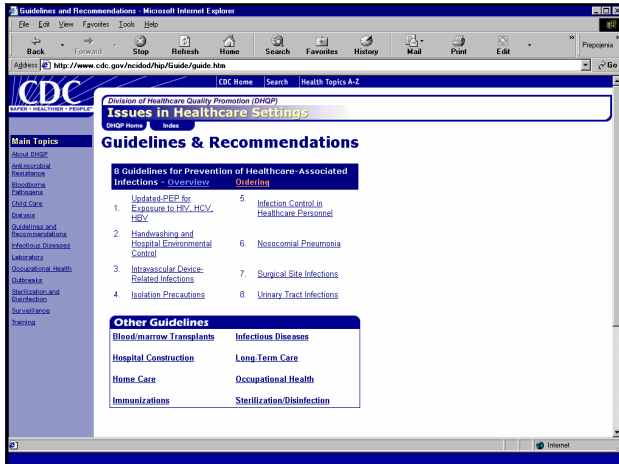 Guidelines and Recommendations - Microsoft Internet Explorer
File Edit View Favorites Tools Help
Back Forward Stop Refresh Home Search Favorites History Mail Print Edit » Prepojenia »
Address http://www.cdc.gov/ncidod/hip/Guide/guide.htm Go
CDC
SAFER • HEALTHIER • PEOPLE™
CDC Home Search Health Topics A-Z
Division of Healthcare Quality Promotion (DHQP)
Issues in Healthcare Settings
DHQP Home Index
Main Topics
About DHQP
Antimicrobial
Resistance
Bloodborne
Pathogens
Child Care
Dialysis
Guidelines and
Recommendations
Infectious Diseases
Laboratory
Occupational Health
Outbreaks
Sterilization and
Disinfection
Surveillance
Training
Guidelines & Recommendations
8 Guidelines for Prevention of Healthcare-Associated
Infections - Overview Ordering
1. Updated-PEP for
Exposure to HIV, HCV,
HBV
2. Handwashing and
Hospital Environmental
Control
3. Intravascular Device-
Related Infections
4. Isolation Precautions
5. Infection Control in
Healthcare Personnel
6. Nosocomial Pneumonia
7. Surgical Site Infections
8. Urinary Tract Infections
Other Guidelines
Blood/marrow Transplants Infectious Diseases
Hospital Construction Long-Term Care
Home Care Occupational Health
Immunizations Sterilization/Disinfection
Internet